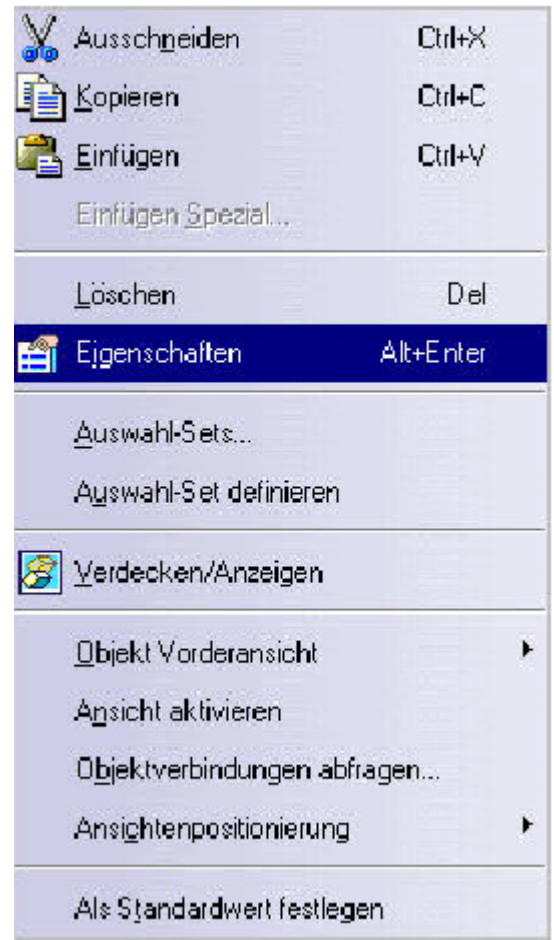 Ausschneiden Ctrl+X
Kopieren Ctrl+C
Einfügen Ctrl+V
Einfügen Spezial...
Löschen Del
Eigenschaften Alt+Enter
Auswahl-Sets...
Auswahl-Set definieren
Verdecken/Anzeigen
Objekt Vorderansicht
Ansicht aktivieren
Objektverbindungen abfragen...
Ansichtenpositionierung
Als Standardwert festlegen